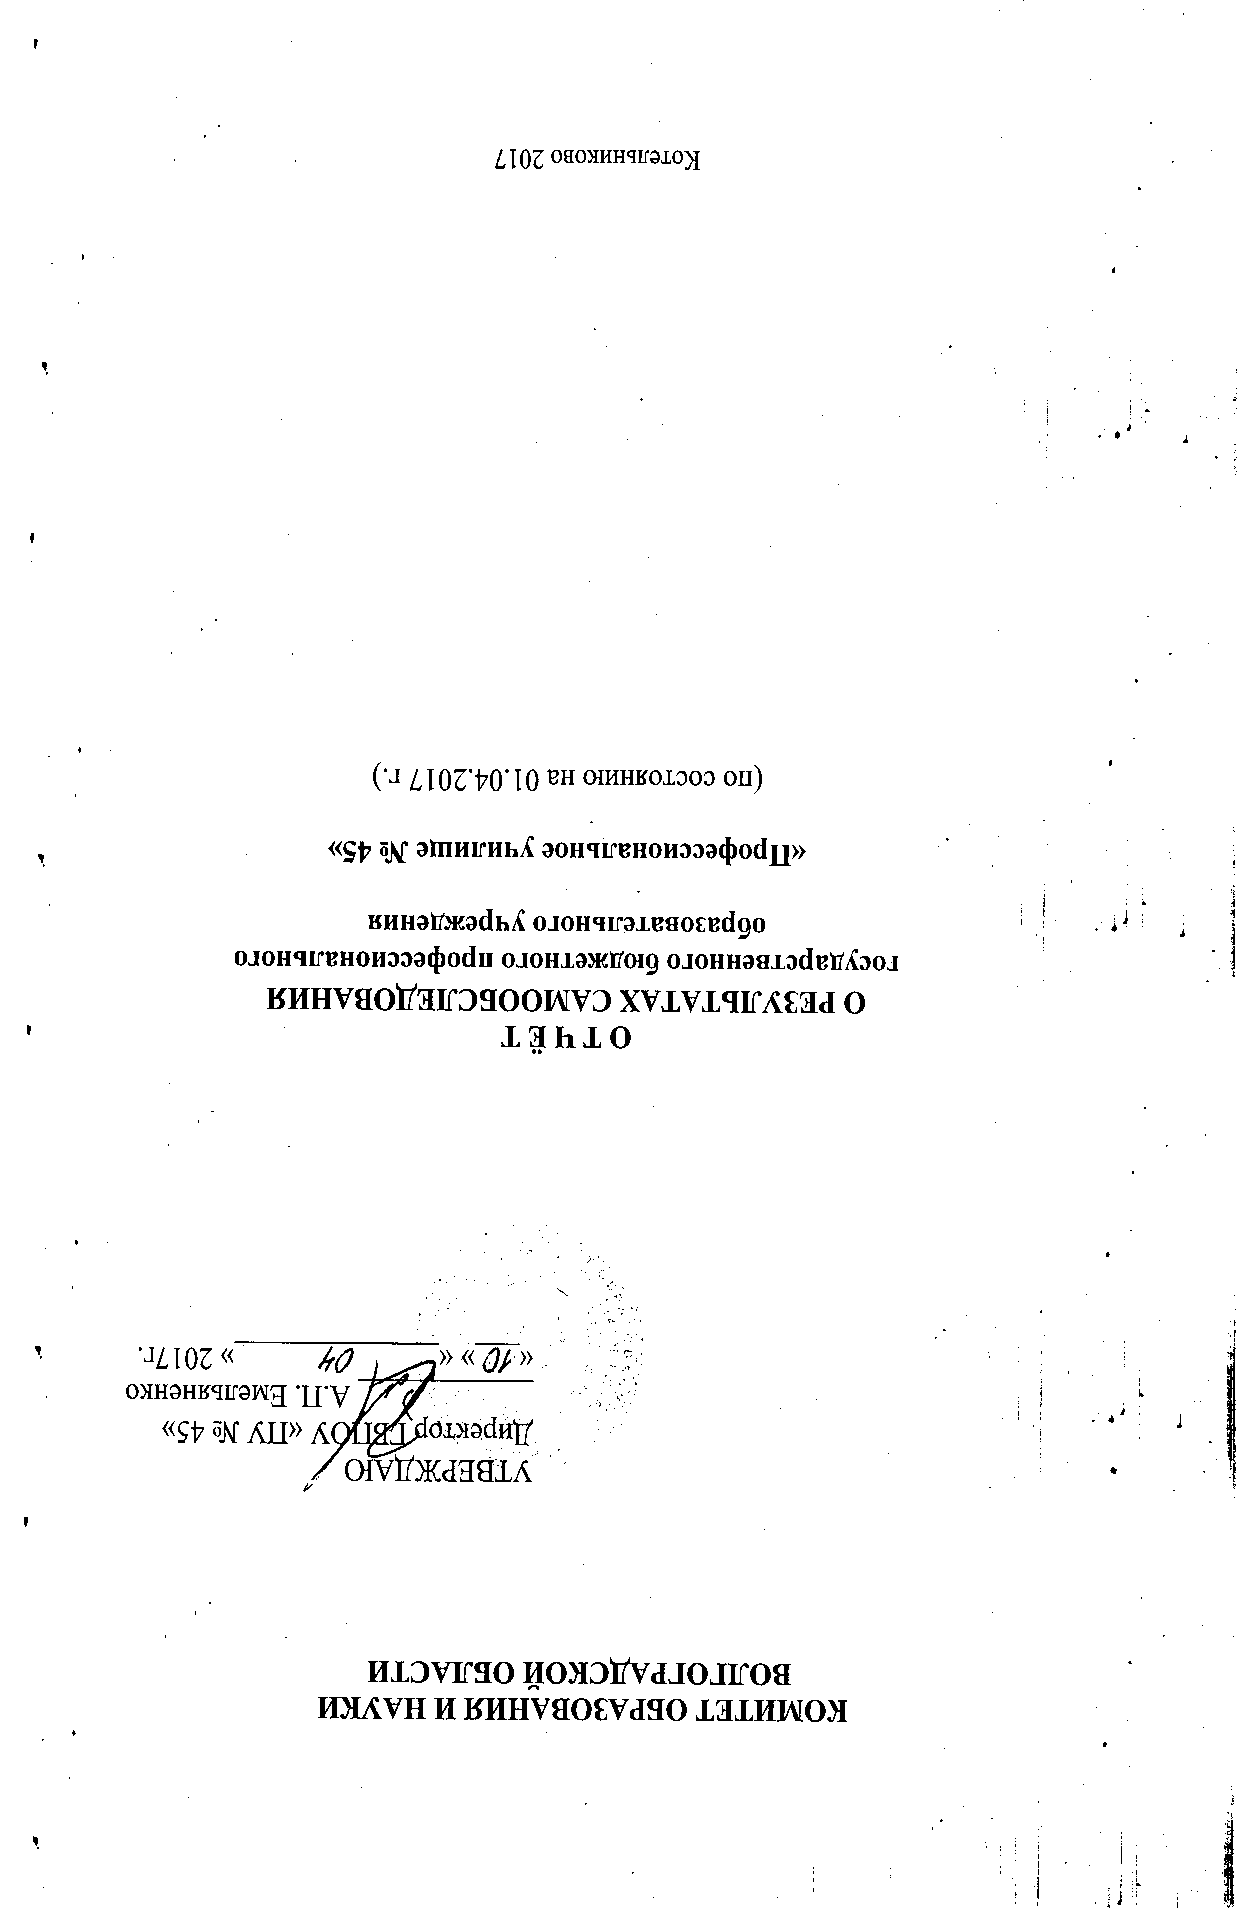 КОМИТЕТ ОБРАЗОВАНИЯ И НАУКИ
ВОЛГОГРАДСКОЙ ОБЛАСТИ
УТВЕРЖДАЮ
Директор ГБПОУ «ПУ № 45»
А.П. Емельяненко
«10» « 04 » 2017г.
О Т Ч Ё Т
О РЕЗУЛЬТАТАХ САМООБСЛЕДОВАНИЯ
государственного бюджетного профессионального
образовательного учреждения
«Профессиональное училище № 45»
(по состоянию на 01.04.2017 г.)
Котельниково 2017